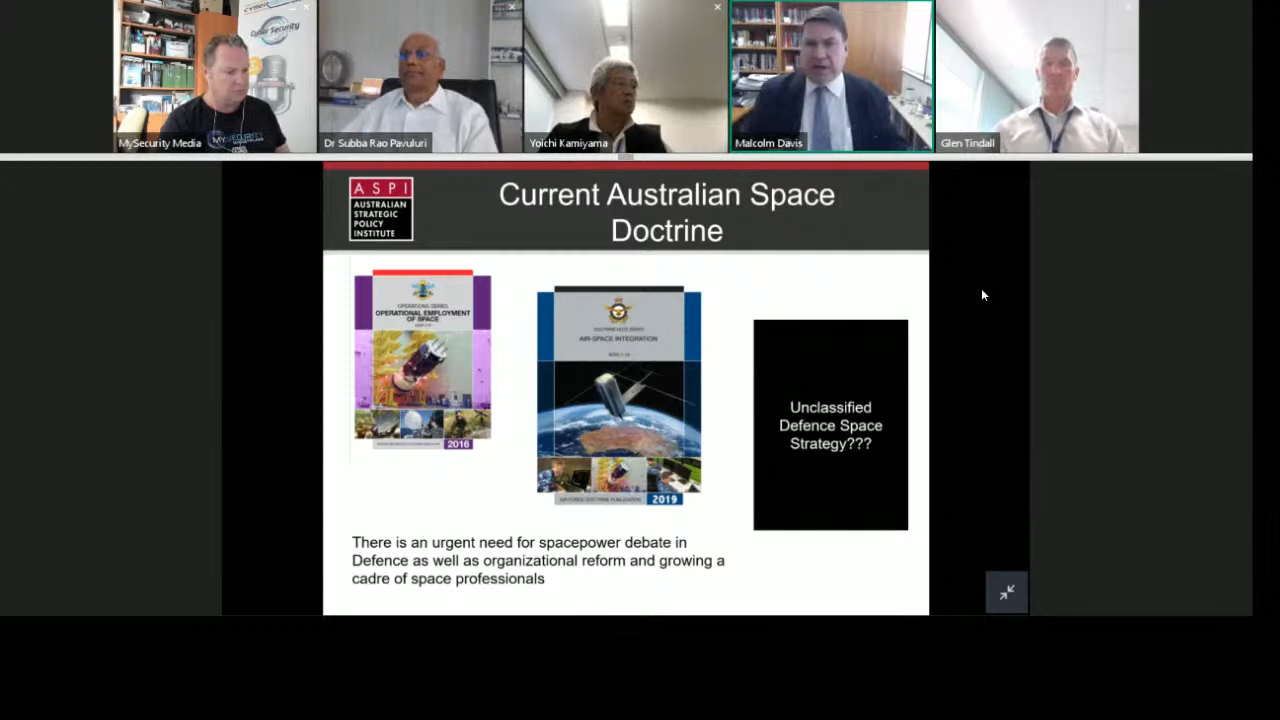 Cyber Security
MYSECURITY
MySecurity Media
Dr Subba Rao Pavuluri
Yoichi Kamiyama
Malcolm Davis
Glen Tindall
ASPI
AUSTRALIAN
STRATEGIC
POLICY
INSTITUTE
Current Australian Space
Doctrine
OPERATIONS SERIES
OPERATIONAL EMPLOYMENT
OF SPACE
2016
DOCTRINE NOTE SERIES
AIR-SPACE INTEGRATION
AIR FORCE DOCTRINE PUBLICATION
2019
Unclassified
Defence Space
Strategy???
There is an urgent need for spacepower debate in
Defence as well as organizational reform and growing a
cadre of space professionals